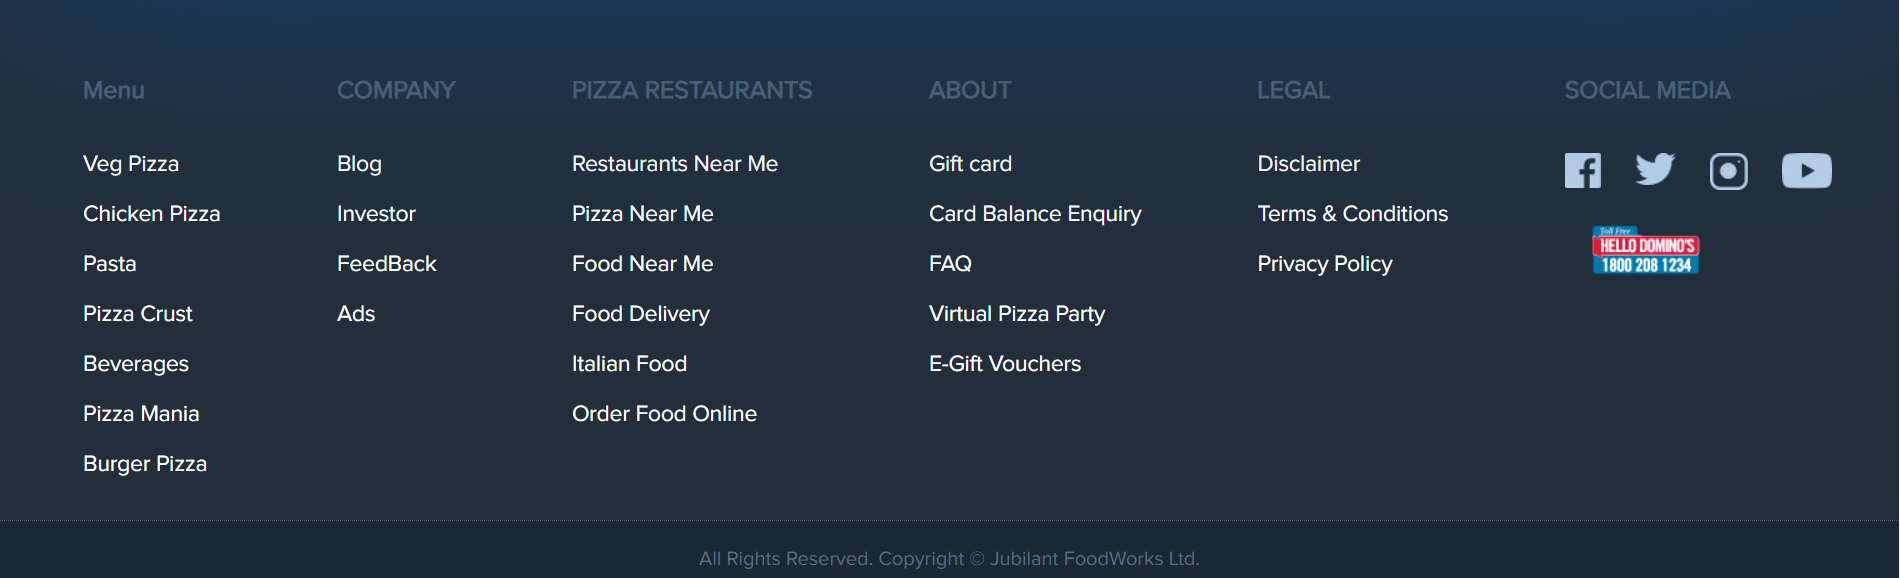 Menu
Veg Pizza
Chicken Pizza
Pasta
Pizza Crust
Beverages
Pizza Mania
Burger Pizza
COMPANY
Blog
Investor
FeedBack
Ads
PIZZA RESTAURANTS
Restaurants Near Me
Pizza Near Me
Food Near Me
Food Delivery
Italian Food
Order Food Online
ABOUT
Gift card
Card Balance Enquiry
FAQ
Virtual Pizza Party
E-Gift Vouchers
LEGAL
Disclaimer
Terms & Conditions
Privacy Policy
SOCIAL MEDIA
Toll Free
HELLO DOMINO'S
1800 208 1234
All Rights Reserved. Copyright © Jubilant FoodWorks Ltd.